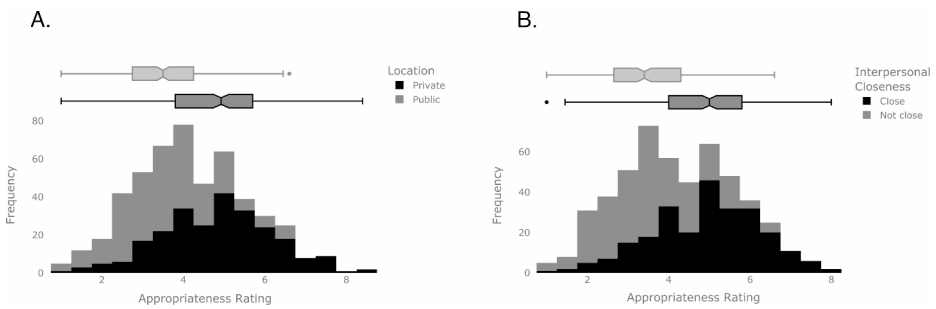 A.
Location
Private
Public
80
60
40
20
0
Frequency
2 4 6 8
Appropriateness Rating
B.
Interpersonal
Closeness
Close
Not close
60
40
20
0
Frequency
2 4 6 8
Appropriateness Rating